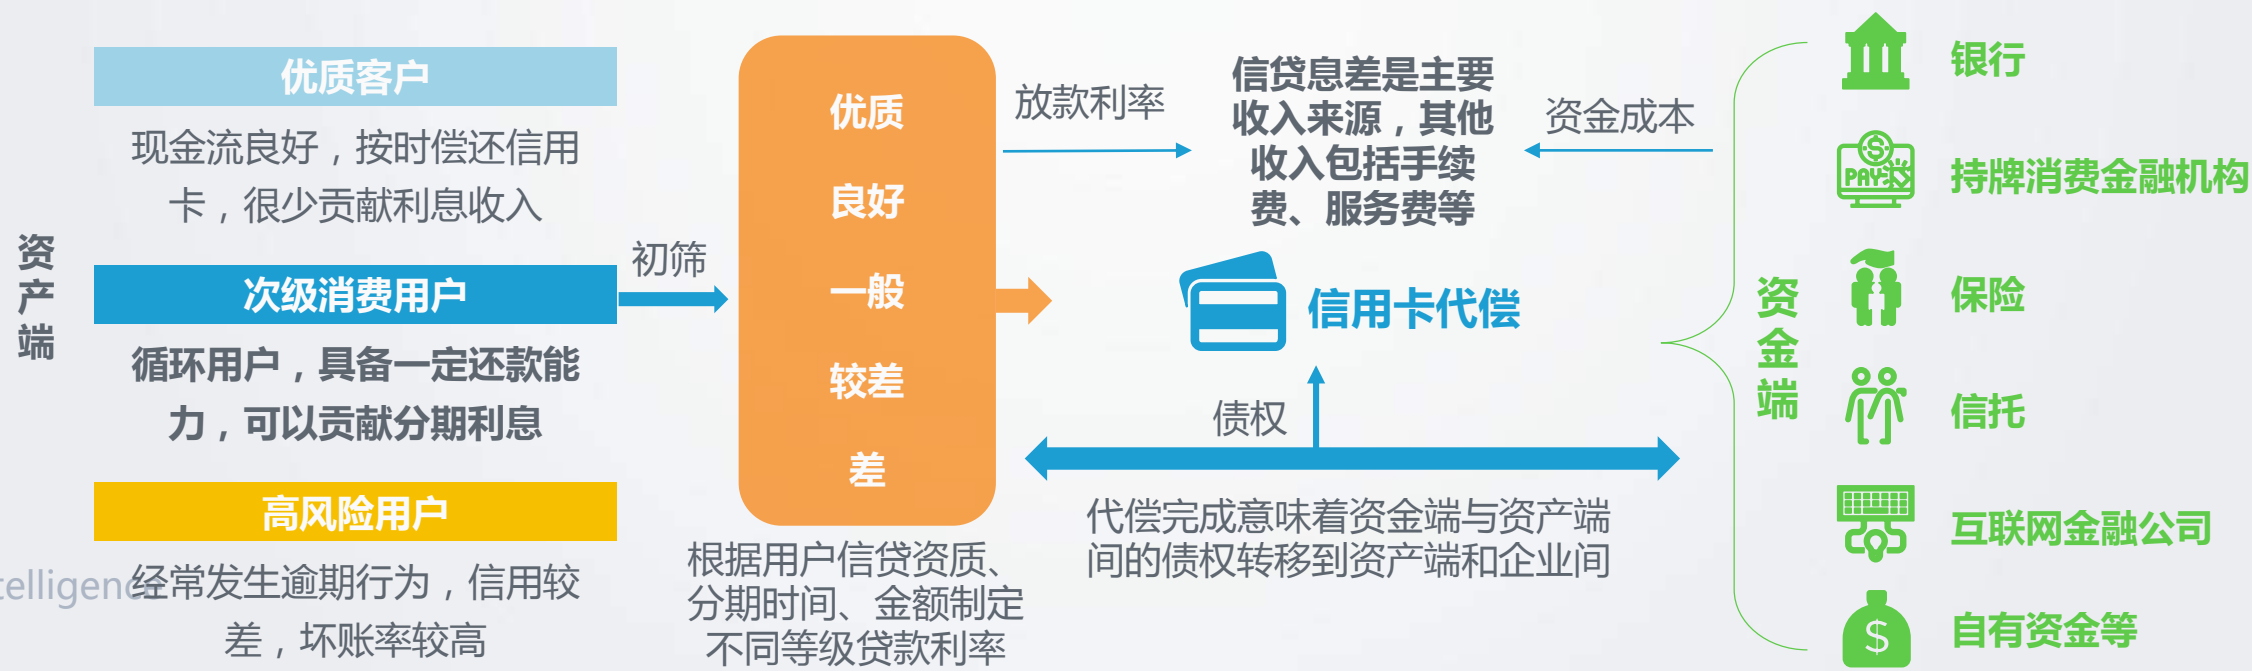 资产端
优质客户
现金流良好，按时偿还信用
卡，很少贡献利息收入
次级消费用户
循环用户，具备一定还款能
力，可以贡献分期利息
高风险用户
经常发生逾期行为，信用较
差，坏账率较高
telligence
初筛
优质
良好
一般
较差
差
根据用户信贷资质、
分期时间、金额制定
不同等级贷款利率
放款利率
信贷息差是主要
收入来源，其他
收入包括手续
费、服务费等
资金成本
信用卡代偿
债权
代偿完成意味着资金端与资产端
间的债权转移到资产端和企业间
资金端
银行
$
PAY
持牌消费金融机构
保险
信托
互联网金融公司
$
自有资金等